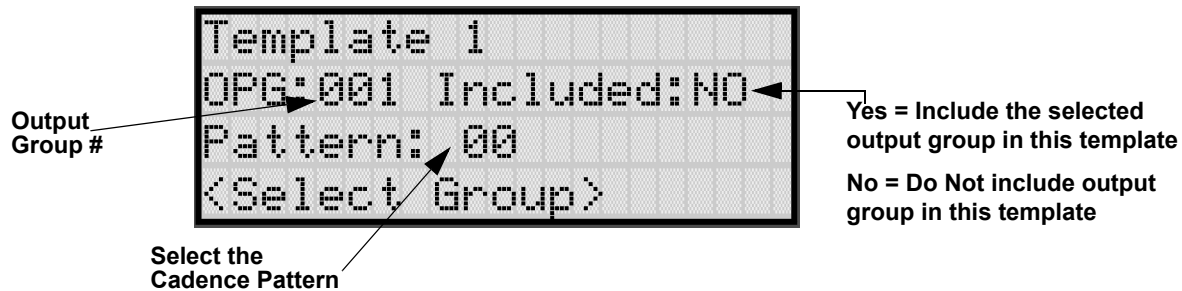 Template 1
OPG:001 Included:NO
Pattern: 00
<Select Group>
Output
Group #
Yes = Include the selected
output group in this template
No = Do Not include output
group in this template
Select the
Cadence Pattern